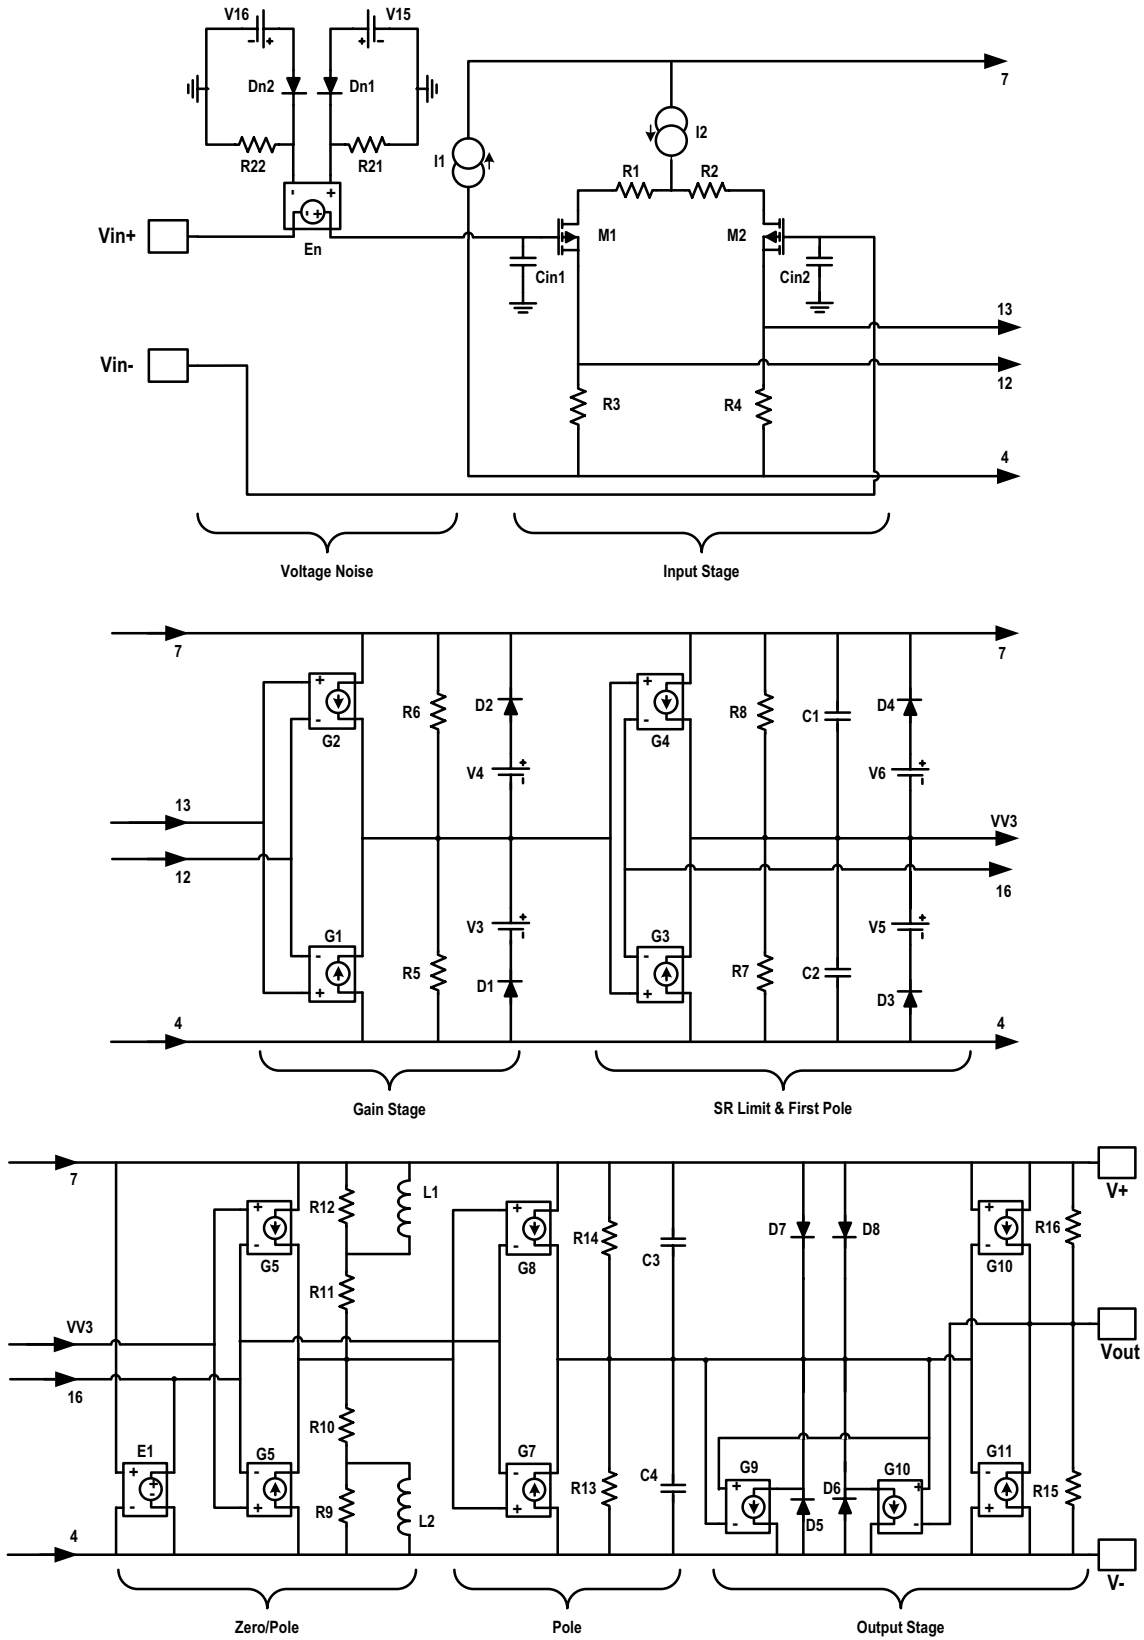 V16 V15
- + + -
Dn2 Dn1
7
I2
R22 R21
I1
R1 R2
- +
- +
Vin+
M1 M2
En
Cin1 Cin2
13
Vin-
12
R3 R4
4
Voltage Noise Input Stage
7 7
+ +
R6 D2 R8 C1 D4
- -
G2 G4
V4 + - V6 + -
13 VV3
12 16
V3 + - V5 + -
G1 G3
- -
R5 D1 R7 C2 D3
+ +
4 4
Gain Stage SR Limit & First Pole
7 V+
+ R12 L1 + + R16
- R14 D7 D8 -
G5 G8 C3 G10
R11
VV3 Vout
16
R10
E1 G5 G7 C4 G9 D6 G10 G11
+ + - - + + -
- - + R9 L2 + R13 - D5 - + R15
4 V-
Zero/Pole Pole Output Stage